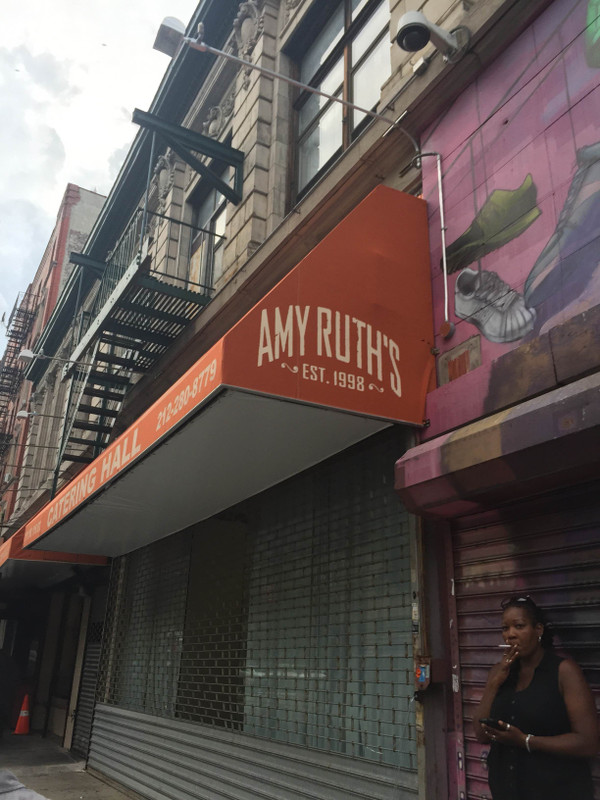 AMY RUTH'S
EST. 1998
CATERING HALL 212-280-8779